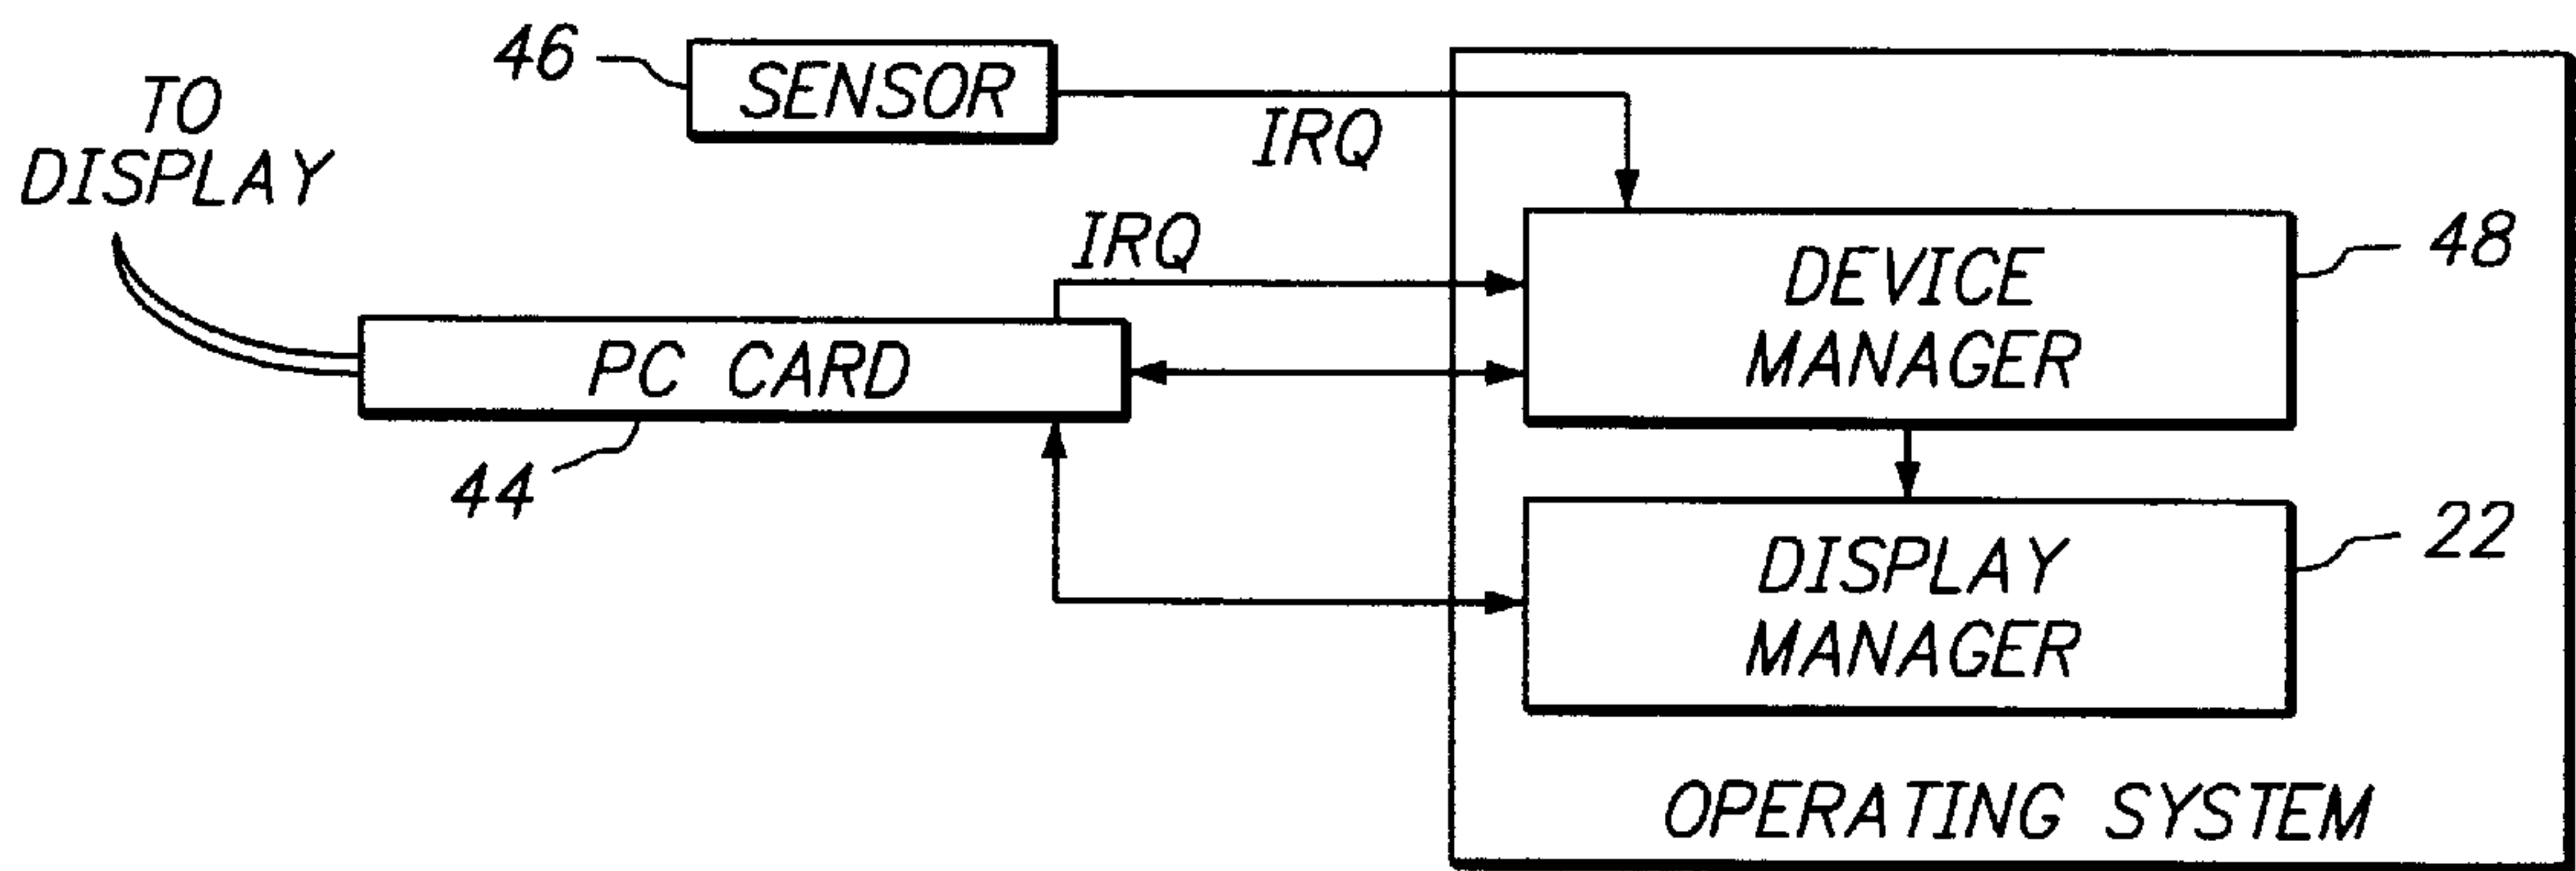 46
SENSOR
TO
DISPLAY
IRQ
IRQ
DEVICE
MANAGER
48
PC CARD
44
DISPLAY
MANAGER
22
OPERATING SYSTEM